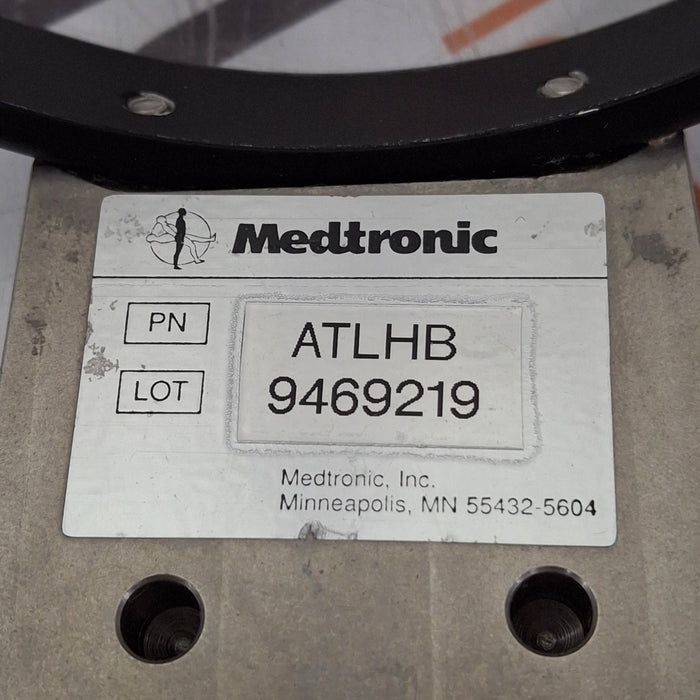 Medtronic
PN ATLHB
LOT 9469219
Medtronic, Inc.
Minneapolis, MN 55432-5604